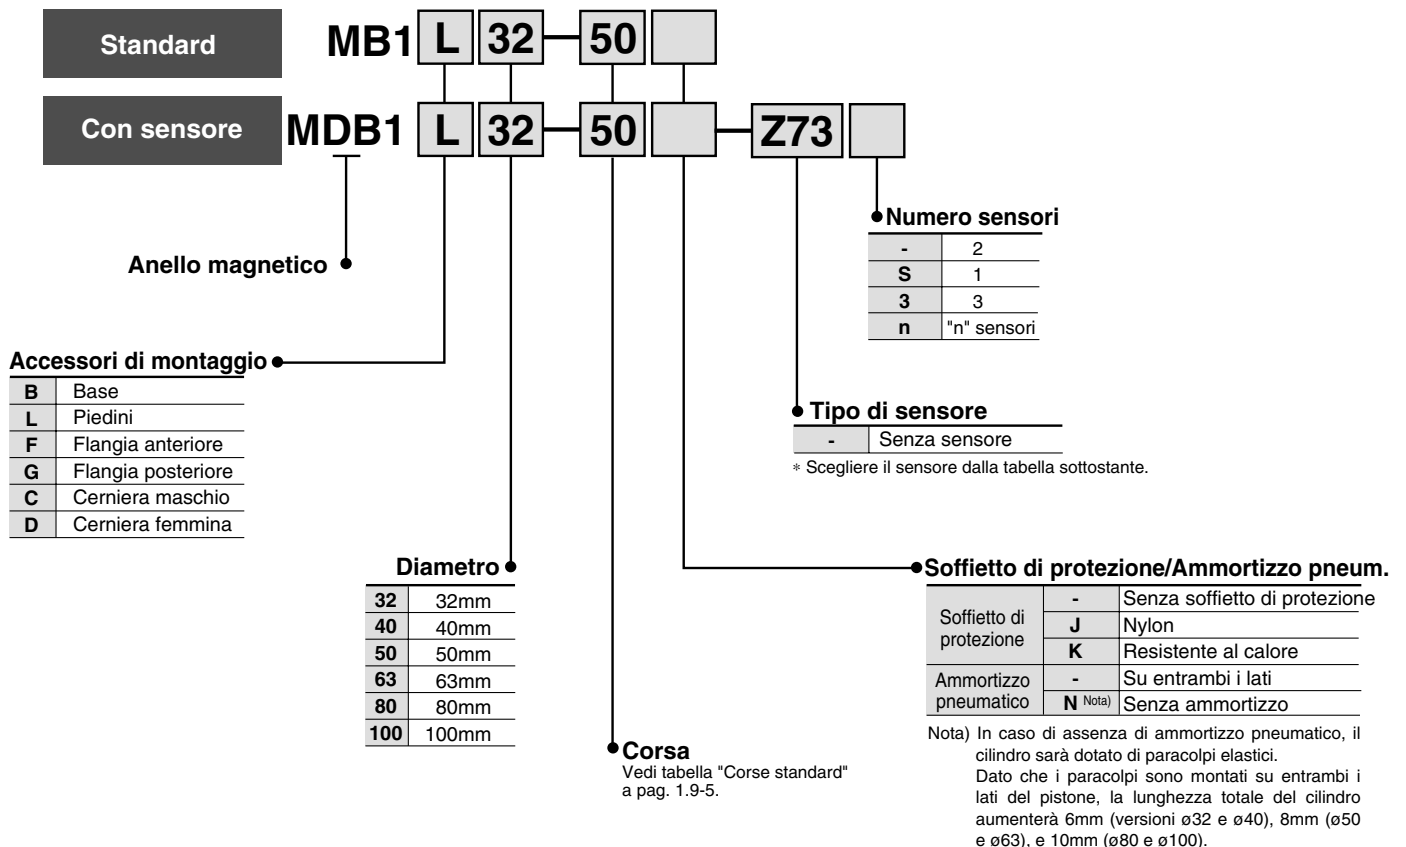 Standard
MB1 L 32 - 50
Con sensore
MDB1 L 32 - 50 - Z73
Numero sensori
- 2
S 1
3 3
n "n" sensori
Anello magnetico
Accessori di montaggio
B Base
L Piedini
F Flangia anteriore
G Flangia posteriore
C Cerniera maschio
D Cerniera femmina
Tipo di sensore
- Senza sensore
* Scegliere il sensore dalla tabella sottostante.
Diametro
32 32mm
40 40mm
50 50mm
63 63mm
80 80mm
100 100mm
Corsa
Vedi tabella "Corse standard"
a pag. 1.9-5.
Soffietto di protezione/Ammortizzo pneum.
Soffietto di
protezione
- Senza soffietto di protezione
J Nylon
K Resistente al calore
Ammortizzo
pneumatico
- Su entrambi i lati
N Nota) Senza ammortizzo
Nota) In caso di assenza di ammortizzo pneumatico, il
cilindro sarà dotato di paracolpi elastici.
Dato che i paracolpi sono montati su entrambi i
lati del pistone, la lunghezza totale del cilindro
aumenterà 6mm (versioni ø32 e ø40), 8mm (ø50
e ø63), e 10mm (ø80 e ø100).